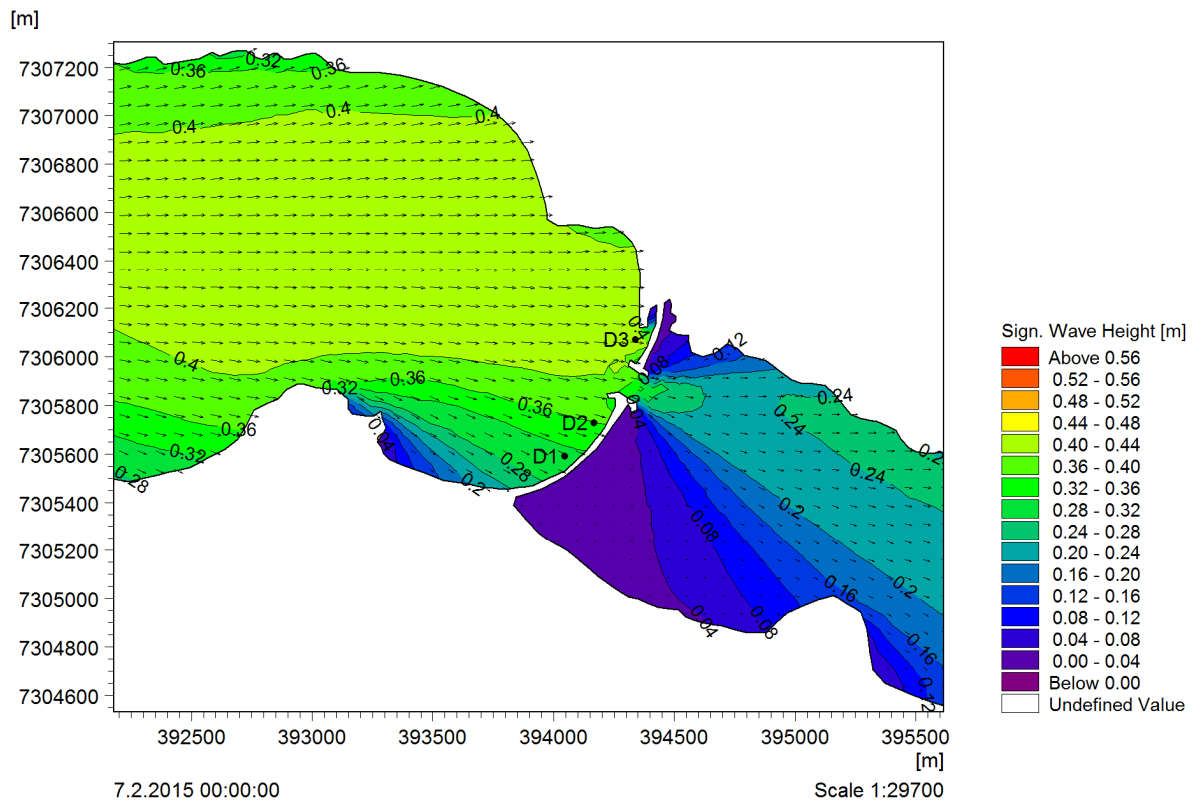 [m]
7307200
7307000
7306800
7306600
7306400
7306200
7306000
7305800
7305600
7305400
7305200
7305000
7304800
7304600
0.36
0.32
0.36
0.4
0.4
0.4
0.4
0.4
D3
0.12
0.08
0.36
0.32
0.36
0.04
0.24
0.24
0.36
D2
0.04
0.2
0.32
D1
0.28
0.24
0.28
0.2
0.2
0.08
0.16
0.2
0.04
0.08
0.16
0.12
392500 393000 393500 394000 394500 395000 395500
[m]
7.2.2015 00:00:00
Scale 1:29700
Sign. Wave Height [m]
Above 0.56
0.52 - 0.56
0.48 - 0.52
0.44 - 0.48
0.40 - 0.44
0.36 - 0.40
0.32 - 0.36
0.28 - 0.32
0.24 - 0.28
0.20 - 0.24
0.16 - 0.20
0.12 - 0.16
0.08 - 0.12
0.04 - 0.08
0.00 - 0.04
Below 0.00
Undefined Value